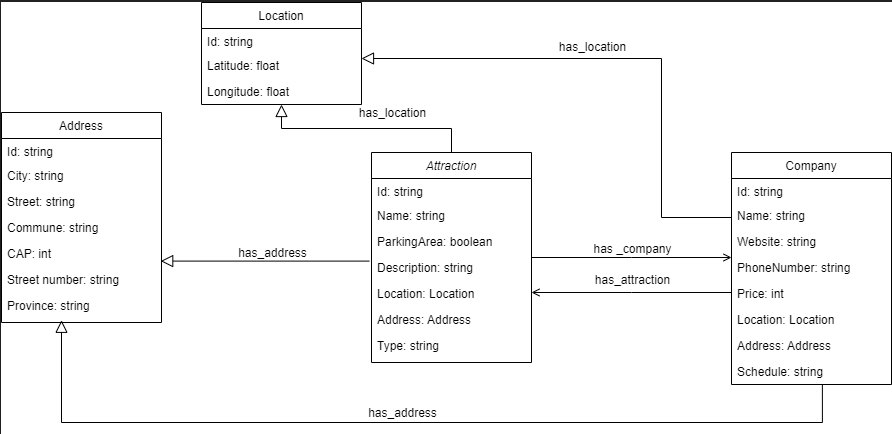 Location
Id: string
Latitude: float
Longitude: float
has_location
has_location
Address
Id: string
City: string
Street: string
Commune: string
CAP: int
Street number: string
Province: string
has_address
Attraction
Id: string
Name: string
ParkingArea: boolean
Description: string
Location: Location
Address: Address
Type: string
has _company
has_attraction
Company
Id: string
Name: string
Website: string
PhoneNumber: string
Price: int
Location: Location
Address: Address
Schedule: string
has_address